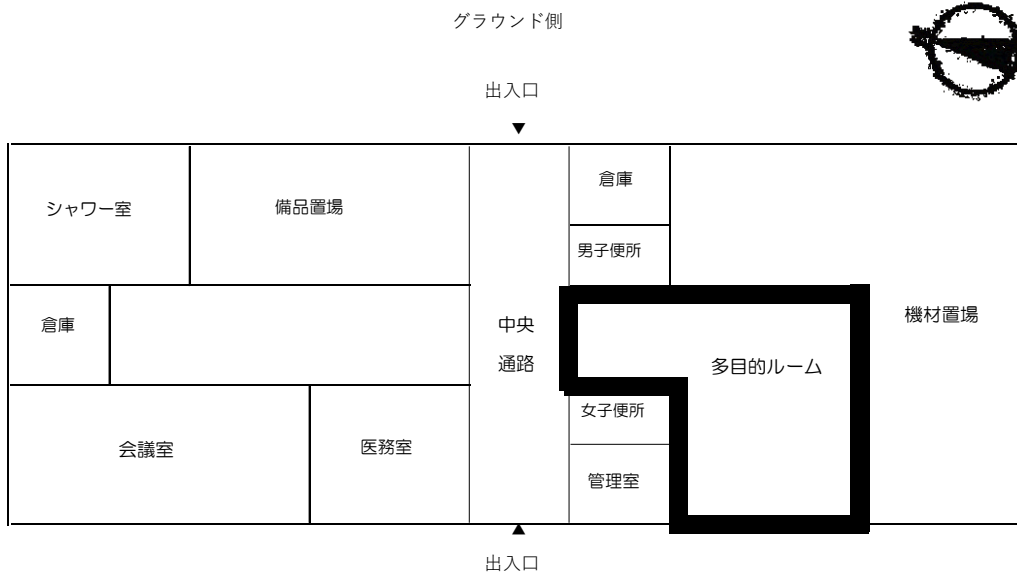 グラウンド側
出入口
▼
シャワー室
備品置場
倉庫
男子便所
倉庫
中央
通路
多目的ルーム
機材置場
女子便所
会議室
医務室
管理室
▲
出入口